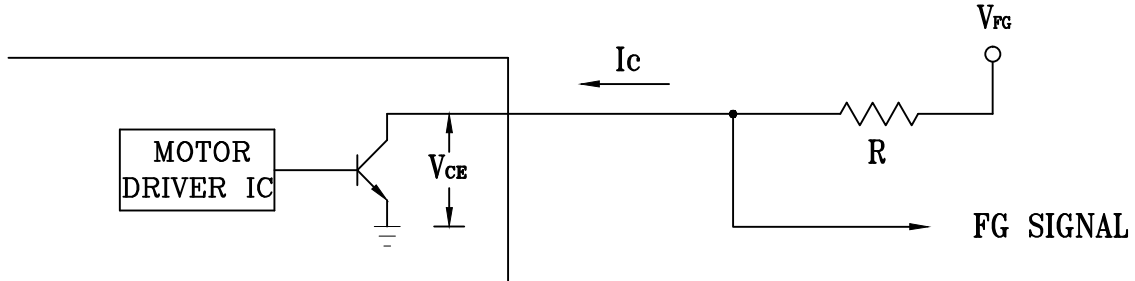 V_FG
Ic
MOTOR
DRIVER IC
V_CE
R
FG SIGNAL